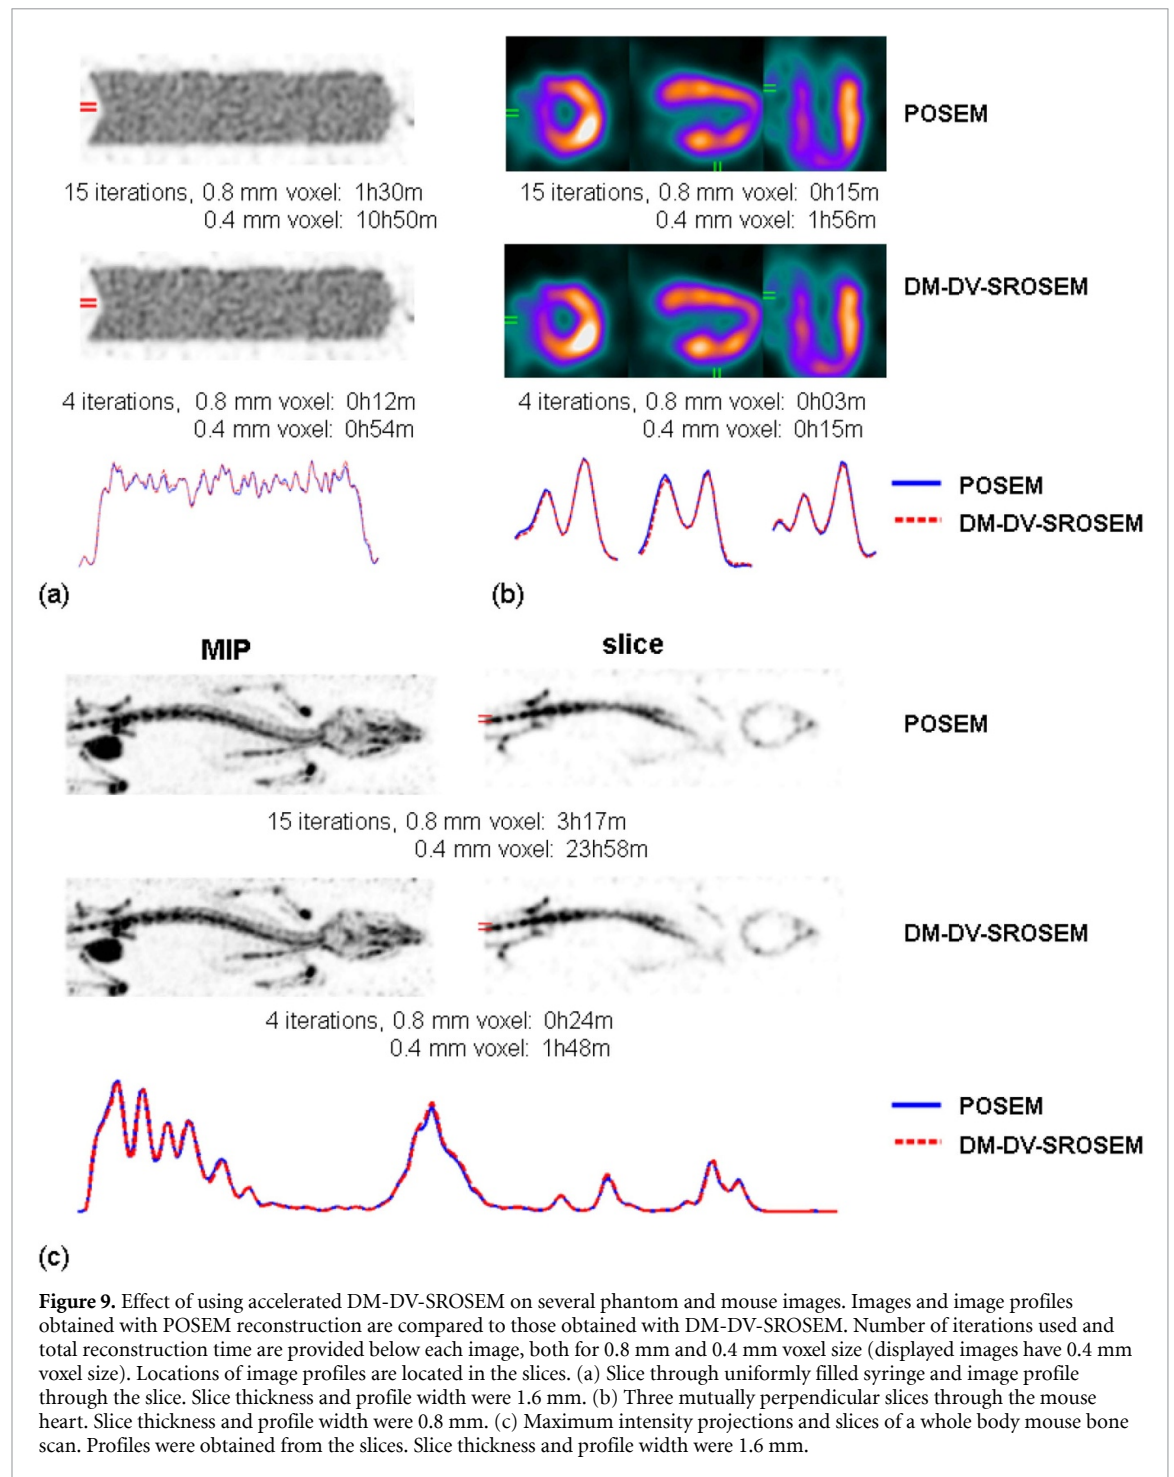 POSEM
15 iterations, 0.8 mm voxel: 1h30m
0.4 mm voxel: 10h50m
15 iterations, 0.8 mm voxel: 0h15m
0.4 mm voxel: 1h56m
DM-DV-SROSEM
4 iterations, 0.8 mm voxel: 0h12m
0.4 mm voxel: 0h54m
4 iterations, 0.8 mm voxel: 0h03m
0.4 mm voxel: 0h15m
POSEM
DM-DV-SROSEM
(a)
(b)
MIP
slice
POSEM
15 iterations, 0.8 mm voxel: 3h17m
0.4 mm voxel: 23h58m
DM-DV-SROSEM
4 iterations, 0.8 mm voxel: 0h24m
0.4 mm voxel: 1h48m
POSEM
DM-DV-SROSEM
(c)
Figure 9. Effect of using accelerated DM-DV-SROSEM on several phantom and mouse images. Images and image profiles
obtained with POSEM reconstruction are compared to those obtained with DM-DV-SROSEM. Number of iterations used and
total reconstruction time are provided below each image, both for 0.8 mm and 0.4 mm voxel size (displayed images have 0.4 mm
voxel size). Locations of image profiles are located in the slices. (a) Slice through uniformly filled syringe and image profile
through the slice. Slice thickness and profile width were 1.6 mm. (b) Three mutually perpendicular slices through the mouse
heart. Slice thickness and profile width were 0.8 mm. (c) Maximum intensity projections and slices of a whole body mouse bone
scan. Profiles were obtained from the slices. Slice thickness and profile width were 1.6 mm.